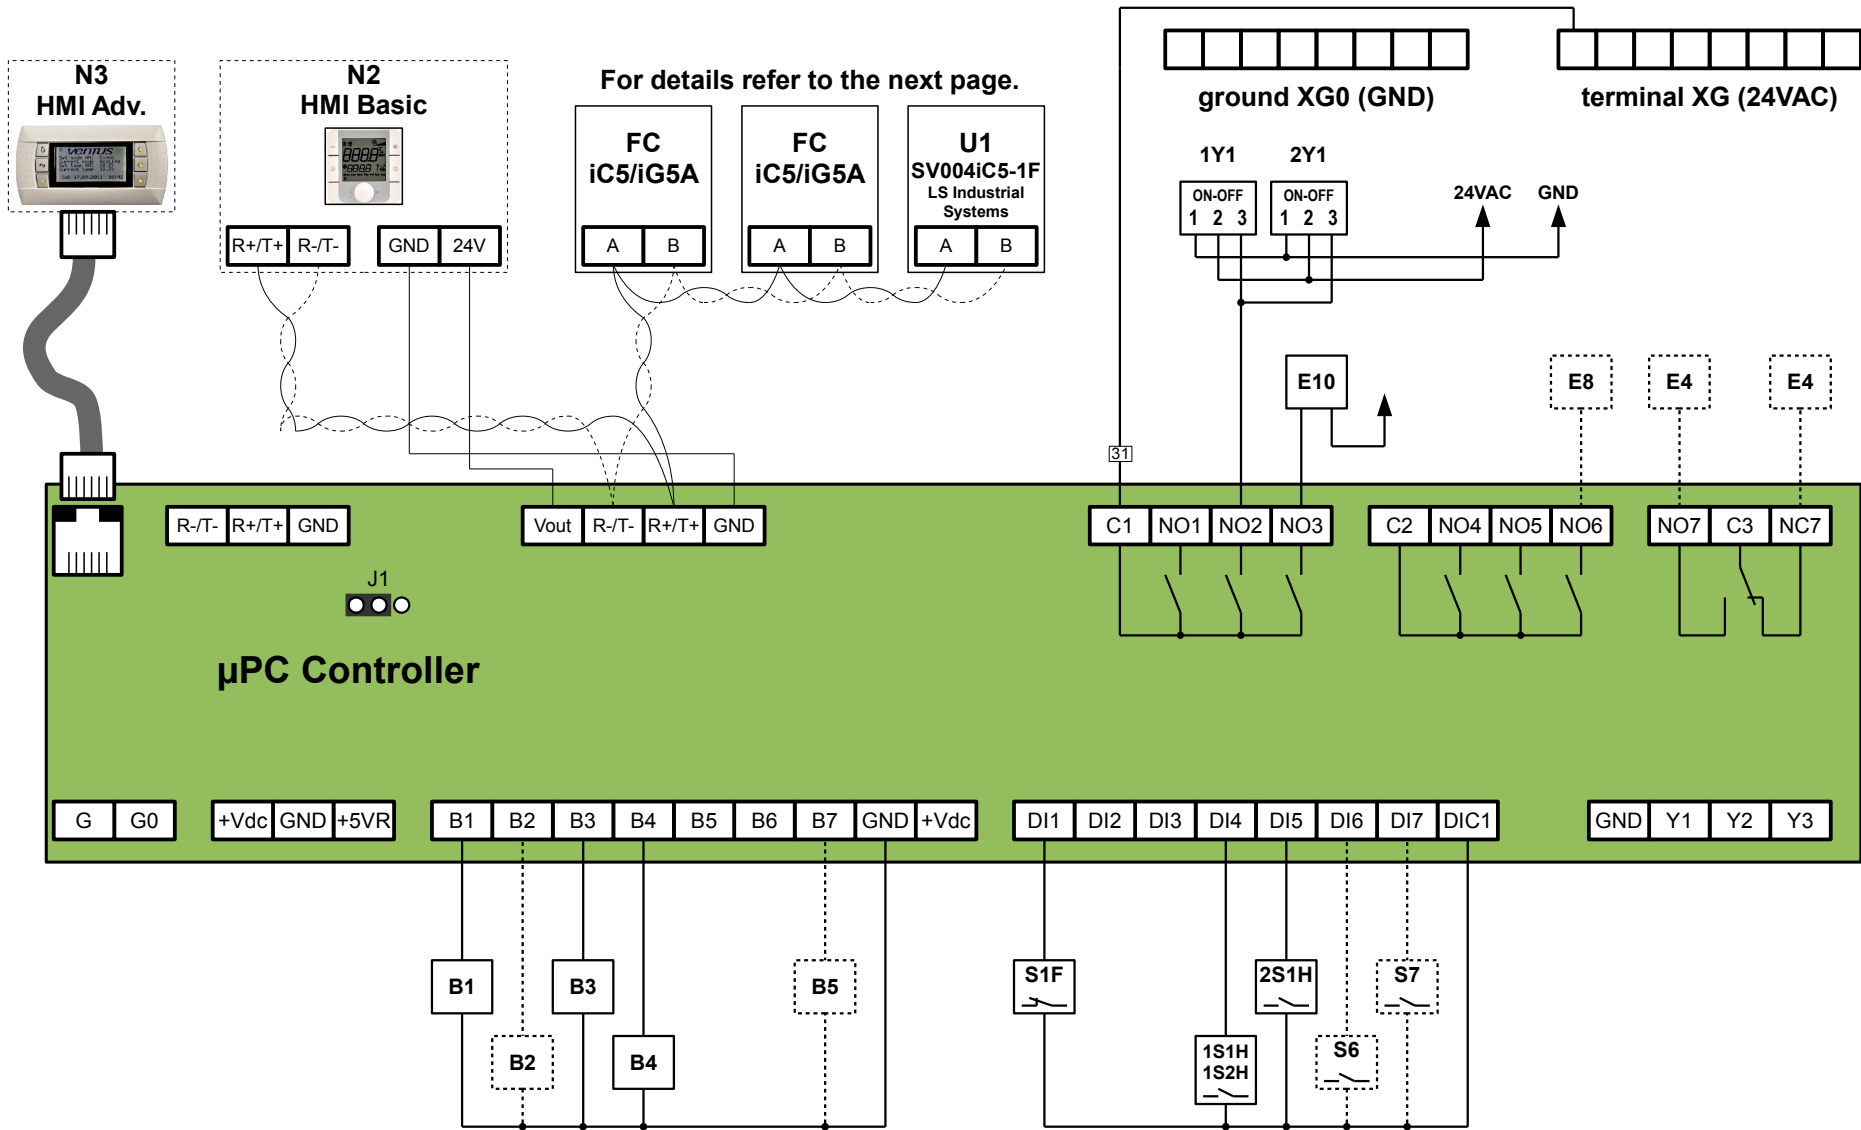 N3
HMI Adv.
VENTUS
N2
HMI Basic
For details refer to the next page.
FC
iC5/iG5A
FC
iC5/iG5A
U1
SV004iC5-1F
LS Industrial
Systems
ground XG0 (GND)
terminal XG (24VAC)
1Y1
2Y1
ON-OFF
1 2 3
ON-OFF
1 2 3
24VAC
GND
R+/T+ R-/T-
GND 24V
A B
A B
A B
E10
E8
E4
E4
31
R-/T- R+/T+ GND
Vout R-/T- R+/T+ GND
C1 NO1 NO2 NO3
C2 NO4 NO5 NO6
NO7 C3 NC7
J1
µPC Controller
G G0
+Vdc GND +5VR
B1 B2 B3 B4 B5 B6 B7 GND +Vdc
DI1 DI2 DI3 DI4 DI5 DI6 DI7 DIC1
GND Y1 Y2 Y3
B1
B3
B5
S1F
2S1H
S7
B2
B4
1S1H
1S2H
S6